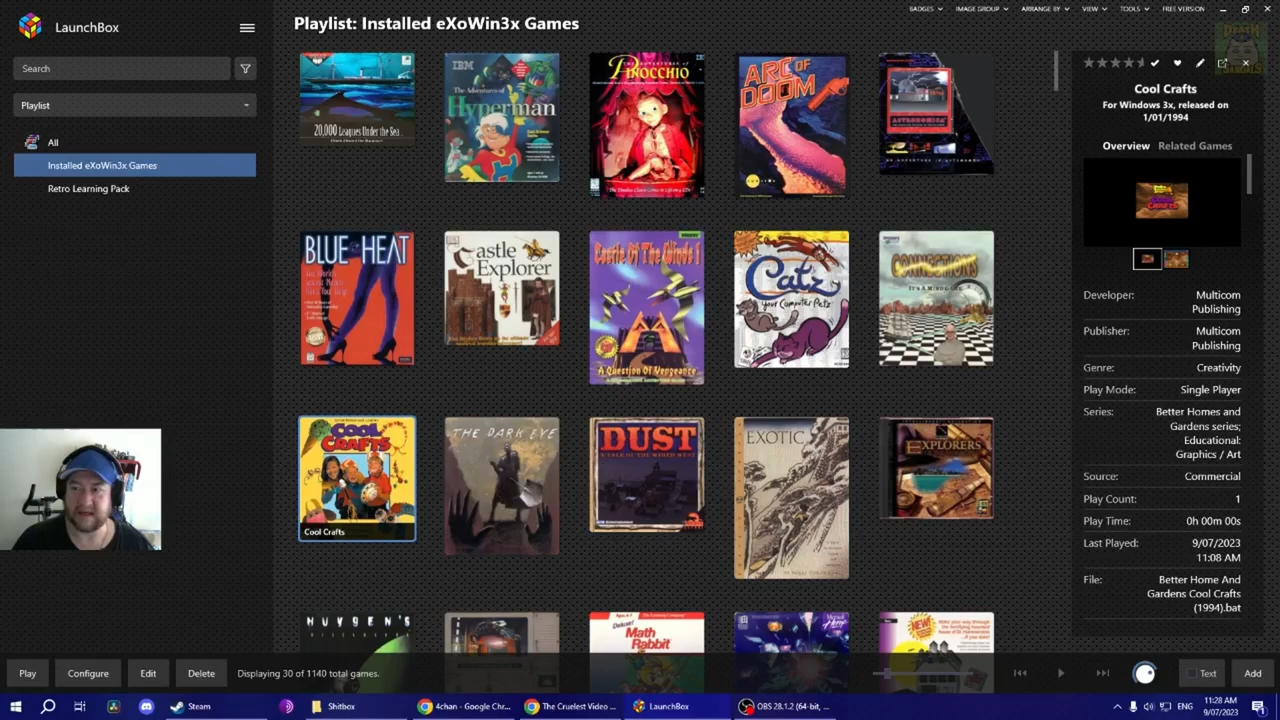 LaunchBox
Playlist: Installed eXoWin3x Games
BADGES
IMAGE GROUP
ARRANGE BY
VIEW
TOOLS
FREE VERSION
Search
Playlist
All
Installed eXoWin3x Games
Retro Learning Pack
20,000 Leagues Under the Sea
IBM
The Adventures of
Hyperman
THE ADVENTURES OF
PINOCCHIO
ARC OF
DOOM
ASTRONOMICA
BLUE HEAT
Castle
Explorer
Castle Of The Winds I
A Question Of Vengeance
Catz
your Computer Petz
CONNECTIONS
IT'S A MIND GAME
COOL
CRAFTS
Cool Crafts
THE DARK EYE
DUST
A TALE OF THE WIRED WEST
EXOTIC
EXPLORERS
Deluxe!
Math
Rabbit
NEW!
Cool Crafts
For Windows 3x, released on
1/01/1994
Overview
Related Games
Developer:
Multicom
Publishing
Publisher:
Multicom
Publishing
Genre:
Creativity
Play Mode:
Single Player
Series:
Better Homes and
Gardens series;
Educational:
Graphics / Art
Source:
Commercial
Play Count:
1
Play Time:
0h 00m 00s
Last Played:
9/07/2023
11:08 AM
File:
Better Home And
Gardens Cool Crafts
(1994).bat
Play
Configure
Edit
Delete
Displaying 30 of 1140 total games.
Text
Add
Steam
Shitbox
4chan - Google Chr...
The Cruelest Video ...
LaunchBox
OBS 28.1.2 (64-bit, ...
ENG
11:28 AM
9/07/2023